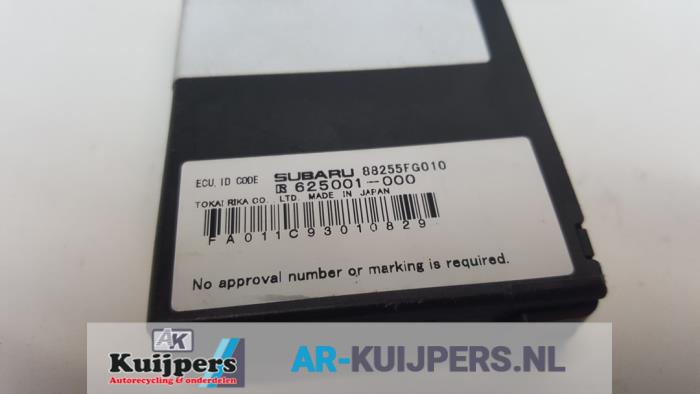 ECU. ID CODE SUBARU 88255FG010
625001-000
TOKAI RIKA CO., LTD. MADE IN JAPAN
FA011C93010829
No approval number or marking is required.
AK
Kuijpers
Autorecycling & onderdelen
AR-KUIJPERS.NL